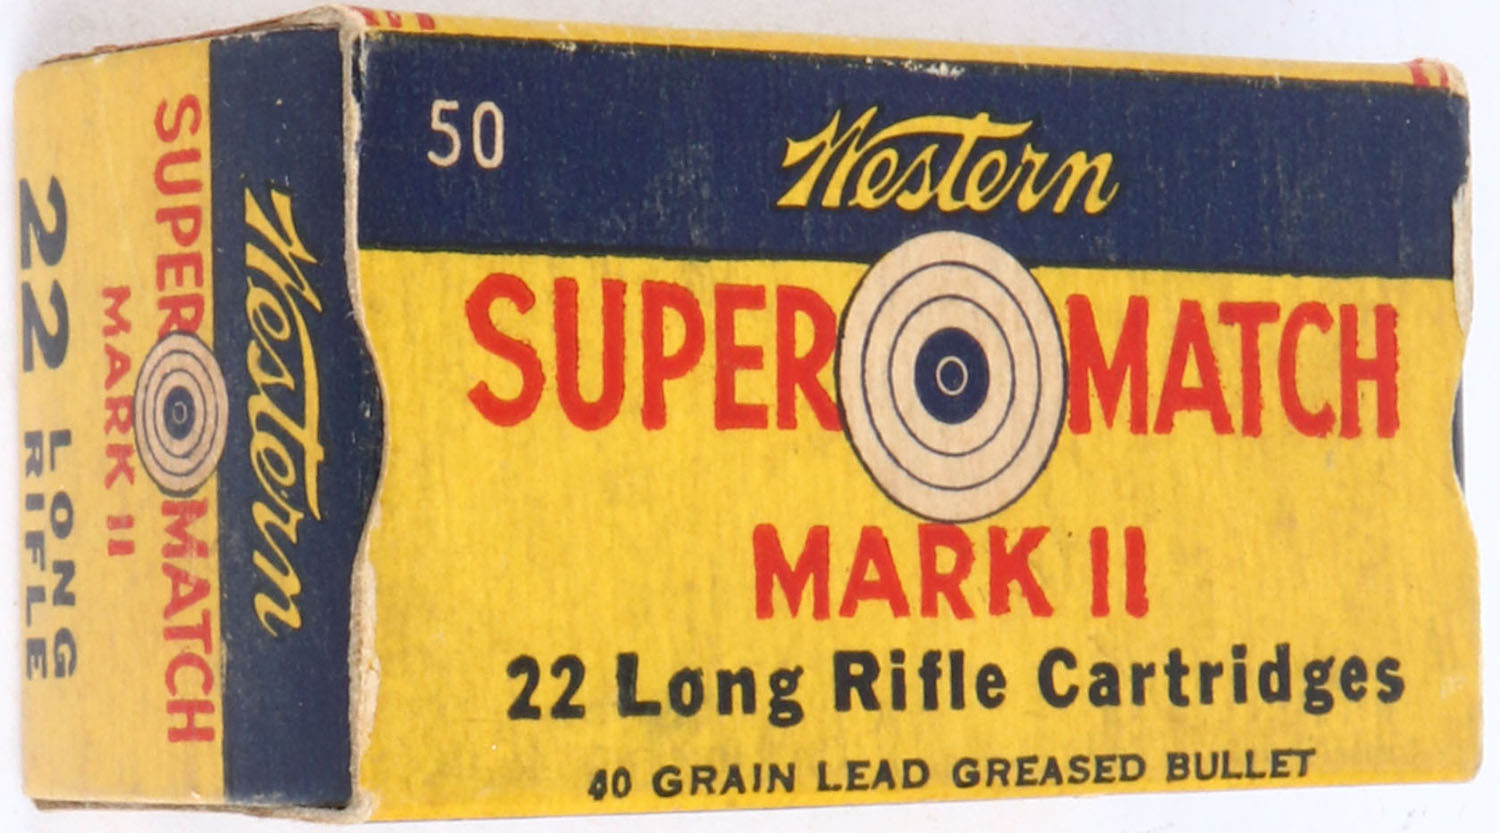 50
Western
SUPER MATCH
MARK II
22 Long Rifle Cartridges
40 GRAIN LEAD GREASED BULLET
Western
SUPER MATCH
MARK II
22 LONG
RIFLE